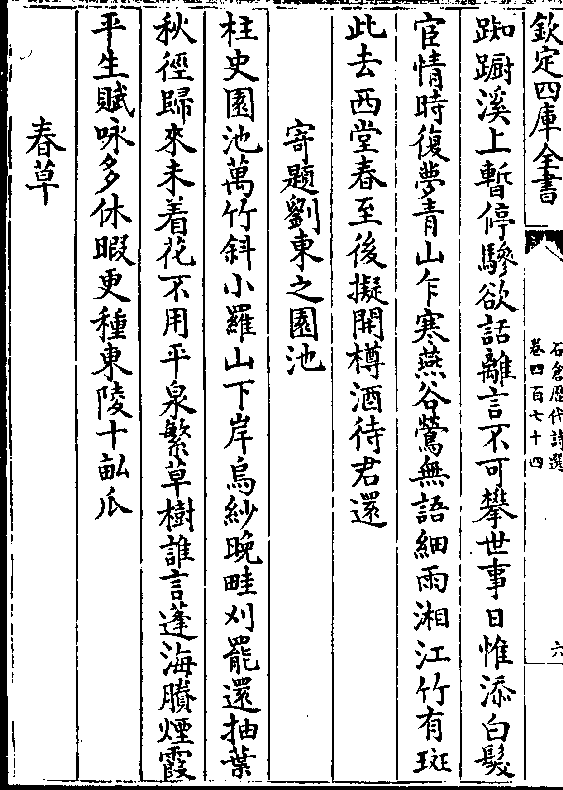 欽定四庫全書
石倉歷代詩選
卷四百七十四
六
踟蹰溪上暫停驂欲話離言不可攀世事日惟添白髮
宦情時復夢青山乍寒燕谷鶯無語細雨湘江竹有斑
此去西堂春至後擬開樽酒待君還
寄題劉東之園池
柱史園池萬竹斜小羅山下岸烏紗晚畦刈罷還抽葉
秋徑歸來未着花不用平泉繁草樹誰言蓬海賸煙霞
平生賦咏多休暇更種東陵十畝瓜
春草